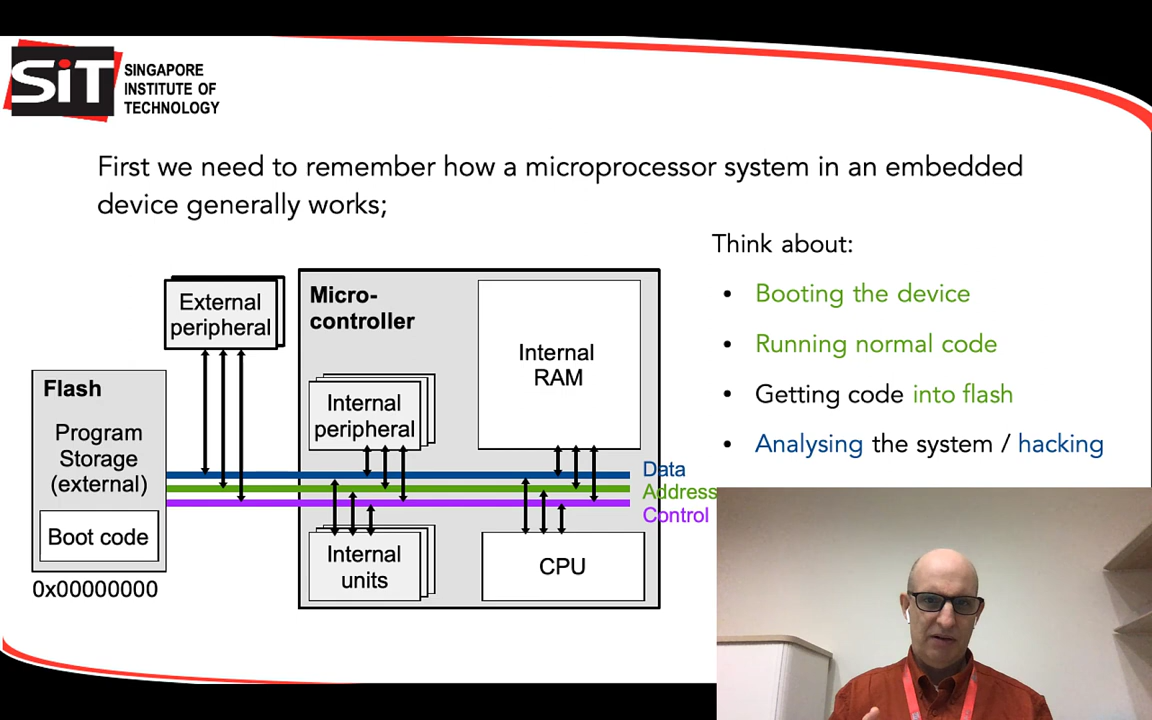 SiT
SINGAPORE
INSTITUTE OF
TECHNOLOGY
First we need to remember how a microprocessor system in an embedded
device generally works;
Think about:
• Booting the device
• Running normal code
• Getting code into flash
• Analysing the system / hacking
External
peripheral
Micro-
controller
Internal
RAM
Flash
Program
Storage
(external)
Boot code
0x00000000
Internal
peripheral
Data
Address
Control
Internal
units
CPU